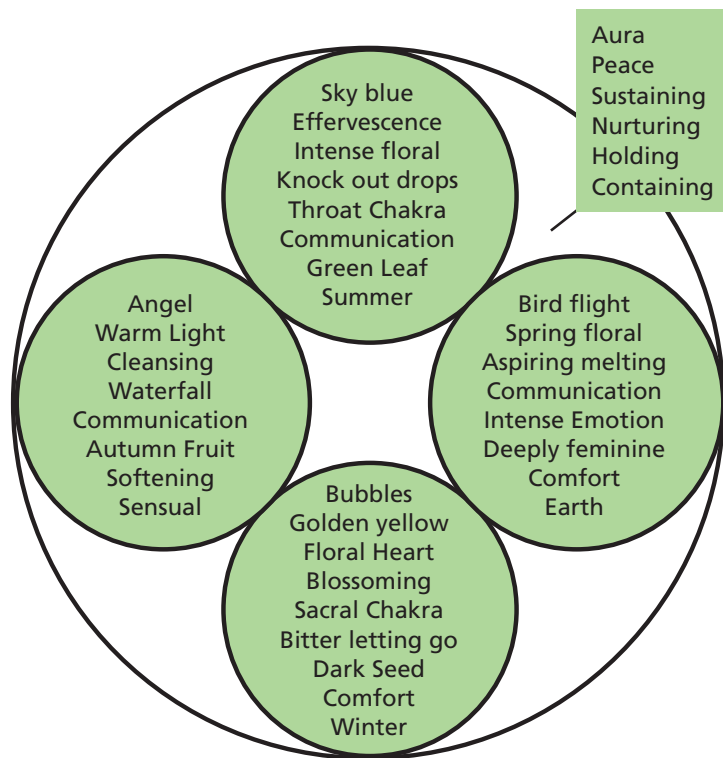 Aura
Peace
Sustaining
Nurturing
Holding
Containing
Sky blue
Effervescence
Intense floral
Knock out drops
Throat Chakra
Communication
Green Leaf
Summer
Angel
Warm Light
Cleansing
Waterfall
Communication
Autumn Fruit
Softening
Sensual
Bird flight
Spring floral
Aspiring melting
Communication
Intense Emotion
Deeply feminine
Comfort
Earth
Bubbles
Golden yellow
Floral Heart
Blossoming
Sacral Chakra
Bitter letting go
Dark Seed
Comfort
Winter